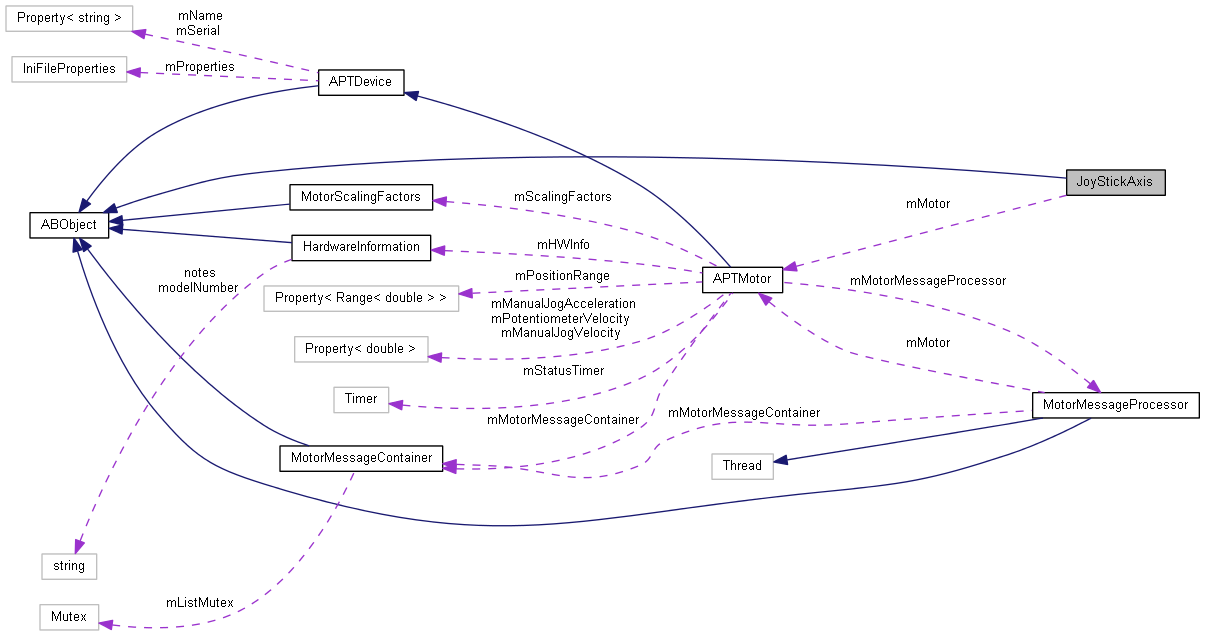 mName
Property< string >
mSerial
IniFileProperties
mProperties
APTDevice
JoyStickAxis
MotorScalingFactors
mScalingFactors
mMotor
ABObject
HardwareInformation
mHWInfo
notes
modelNumber
mPositionRange
APTMotor
mMotorMessageProcessor
Property< Range< double > >
mManualJogAcceleration
mPotentiometerVelocity
mManualJogVelocity
Property< double >
mMotor
mStatusTimer
Timer
MotorMessageProcessor
mMotorMessageContainer
mMotorMessageContainer
MotorMessageContainer
Thread
string
mListMutex
Mutex